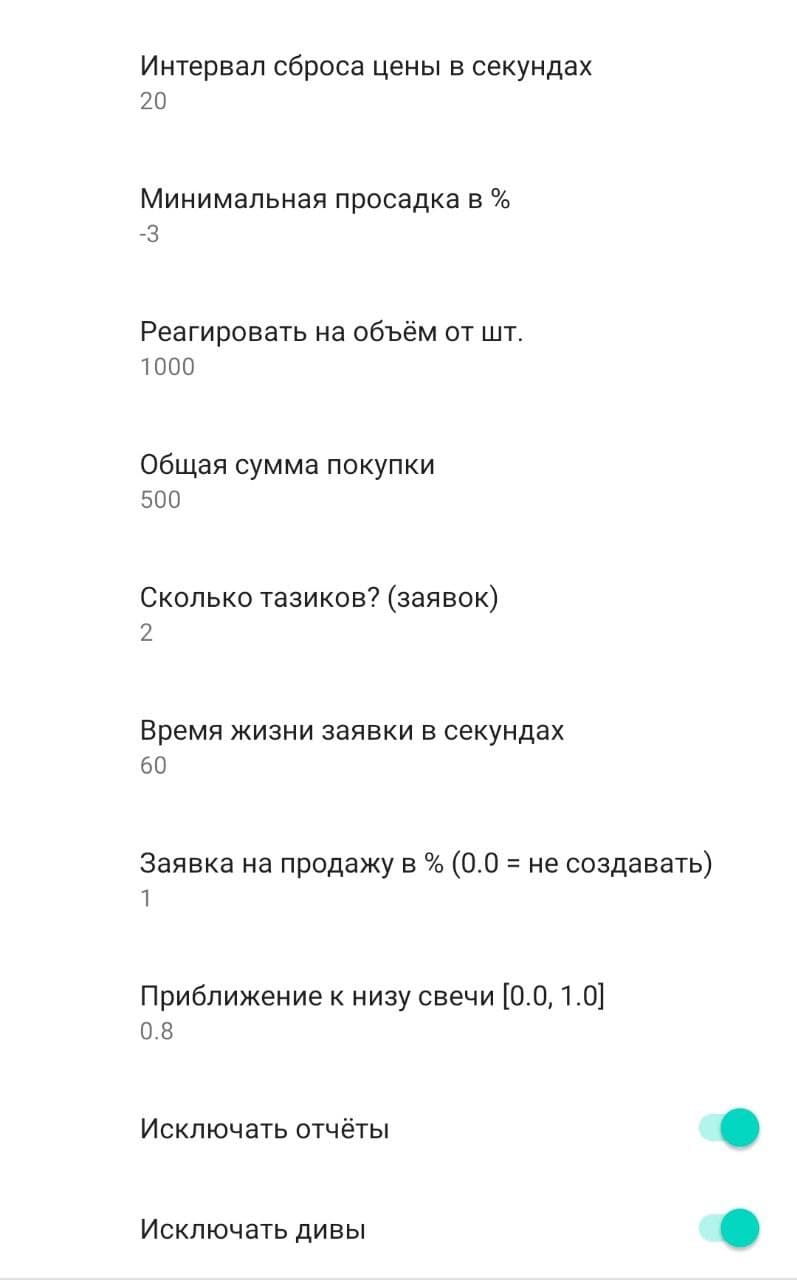 Интервал сброса цены в секундах
20
Минимальная просадка в %
-3
Реагировать на объём от шт.
1000
Общая сумма покупки
500
Сколько тазиков? (заявок)
2
Время жизни заявки в секундах
60
Заявка на продажу в % (0.0 = не создавать)
1
Приближение к низу свечи [0.0, 1.0]
0.8
Исключать отчёты
Исключать дивы